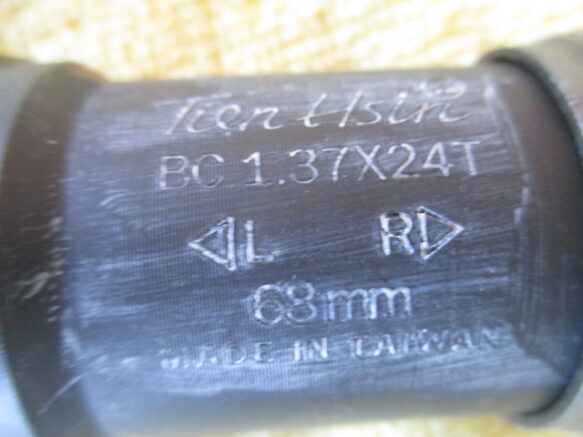 Tien Hsin
BC 1.37X24T
◁L R▷
68mm
MADE IN TAIWAN